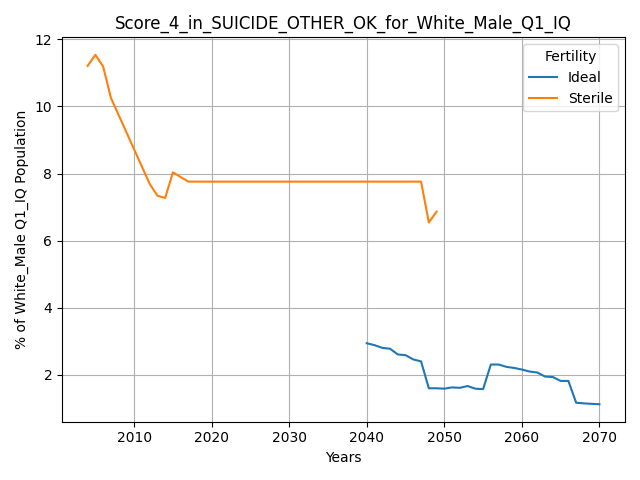 Score_4_in_SUICIDE_OTHER_OK_for_White_Male_Q1_IQ
12
10
8
6
4
2
% of White_Male Q1_IQ Population
Fertility
Ideal
Sterile
2010 2020 2030 2040 2050 2060 2070
Years